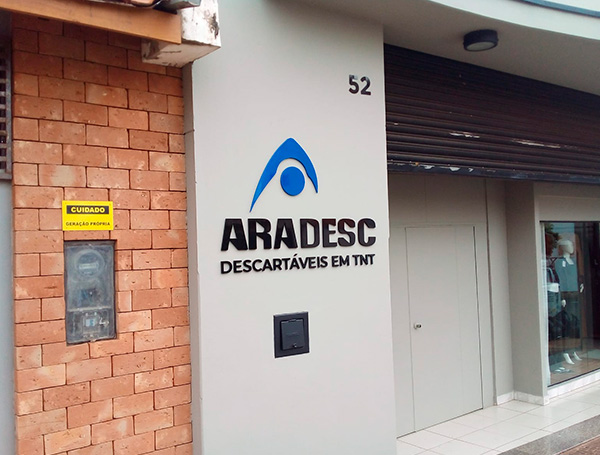 52
CUIDADO
GERAÇÃO PRÓPRIA
ARADESC
DESCARTÁVEIS EM TNT